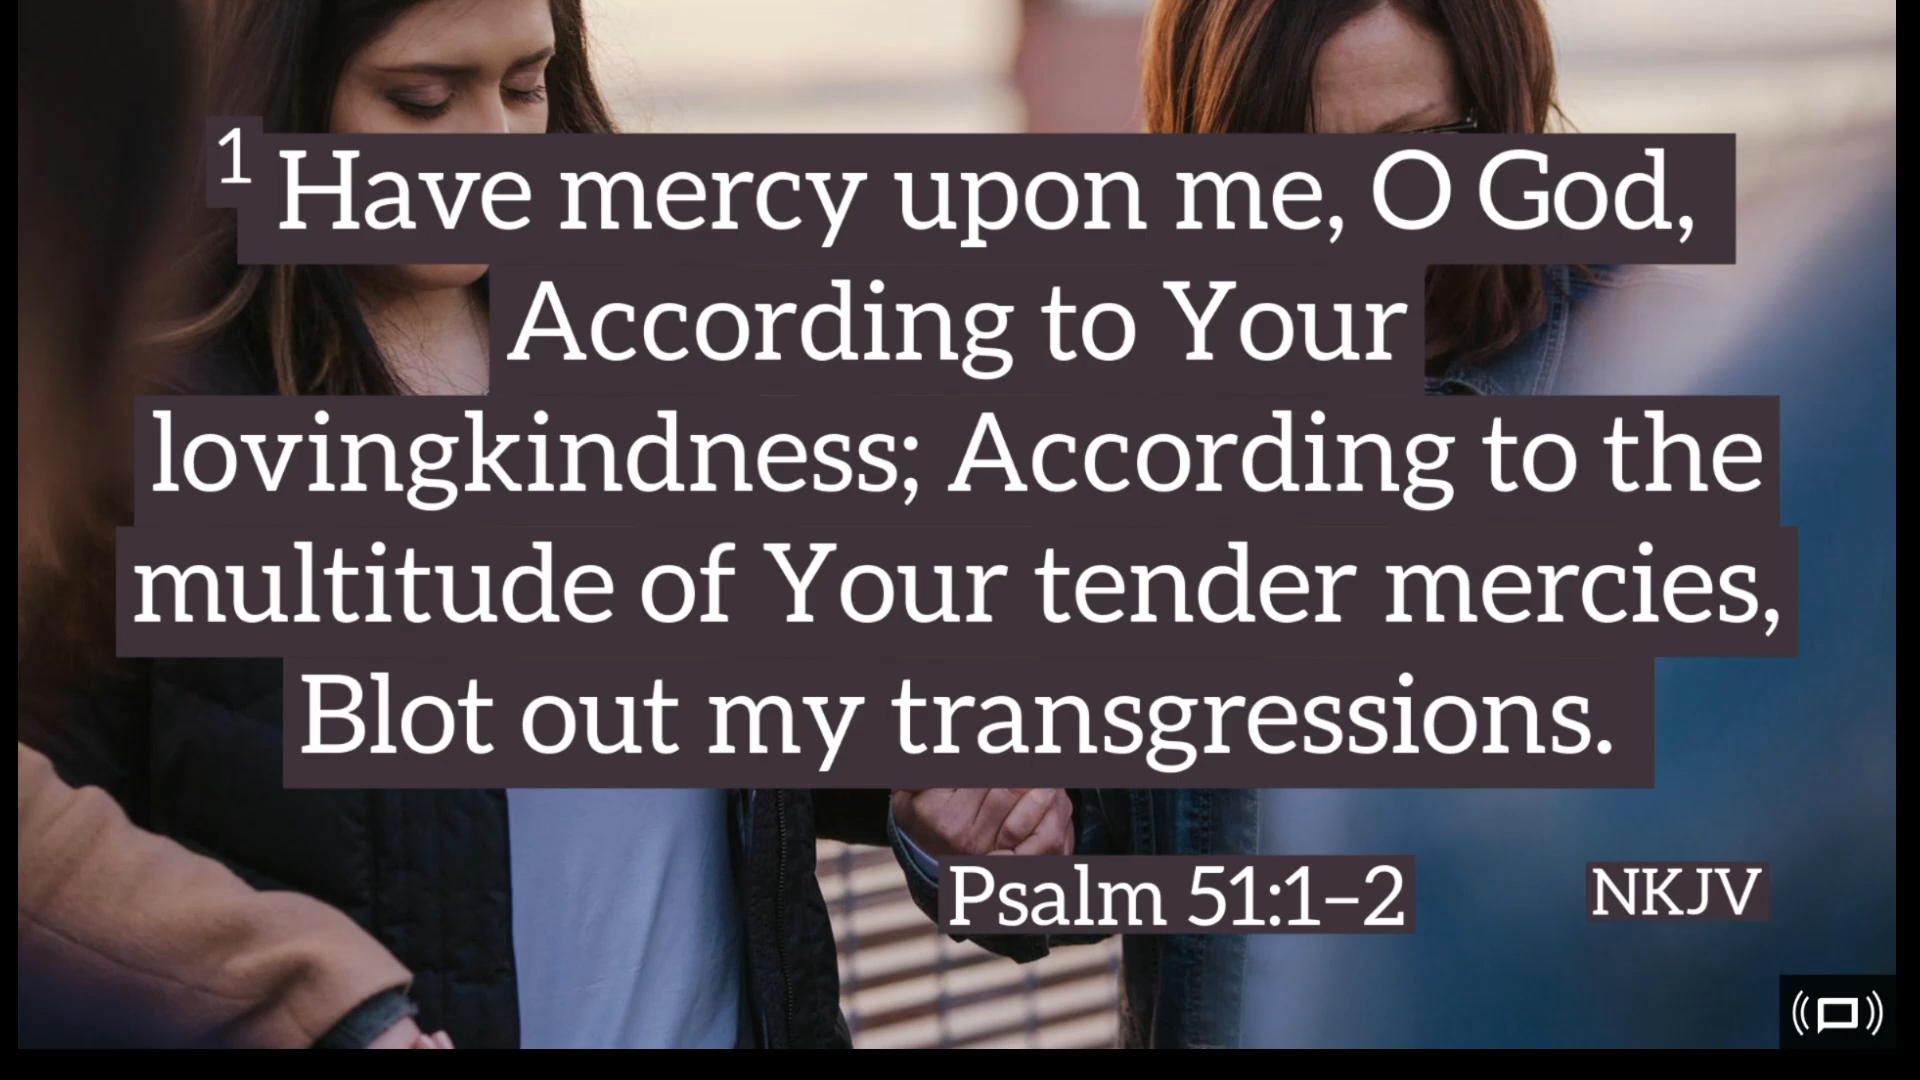 1 Have mercy upon me, O God,
According to Your
lovingkindness; According to the
multitude of Your tender mercies,
Blot out my transgressions.
Psalm 51:1–2
NKJV